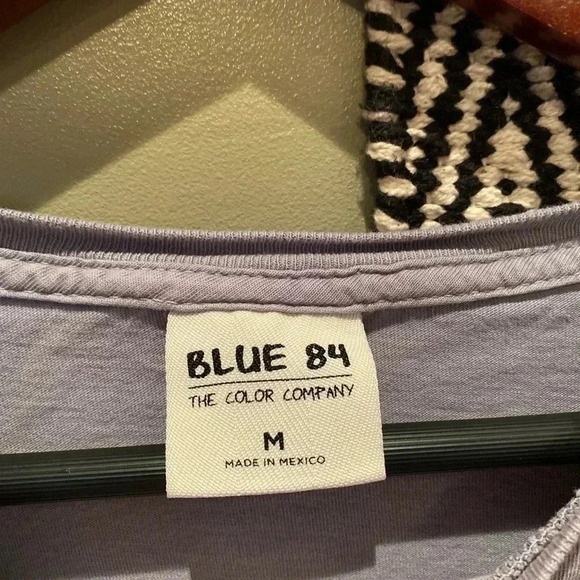 BLUE 84
THE COLOR COMPANY
M
MADE IN MEXICO